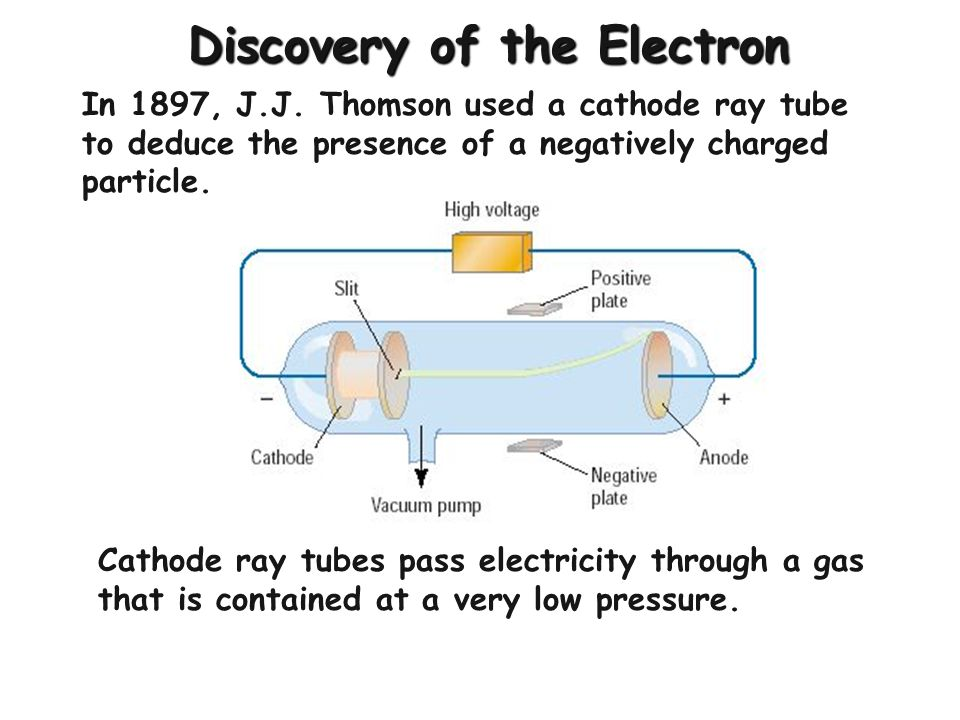 Discovery of the Electron
In 1897, J.J. Thomson used a cathode ray tube
to deduce the presence of a negatively charged
particle.
High voltage
Slit
Positive
plate
–
+
Cathode
Anode
Negative
plate
Vacuum pump
Cathode ray tubes pass electricity through a gas
that is contained at a very low pressure.